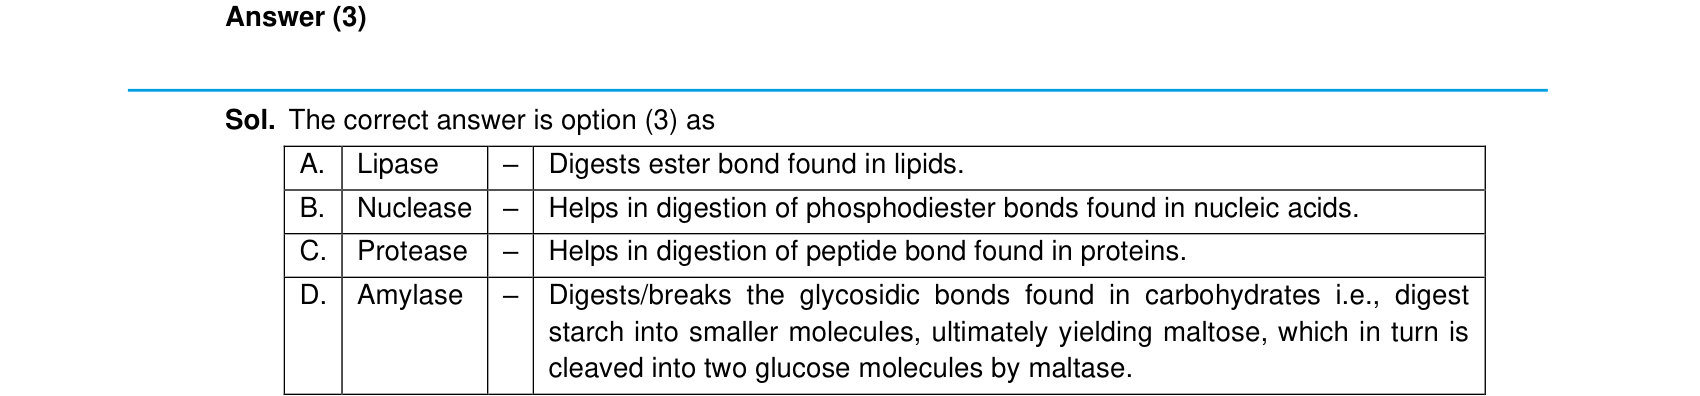 Answer (3)
Sol. The correct answer is option (3) as
A. Lipase – Digests ester bond found in lipids.
B. Nuclease – Helps in digestion of phosphodiester bonds found in nucleic acids.
C. Protease – Helps in digestion of peptide bond found in proteins.
D. Amylase – Digests/breaks the glycosidic bonds found in carbohydrates i.e., digest
starch into smaller molecules, ultimately yielding maltose, which in turn is
cleaved into two glucose molecules by maltase.